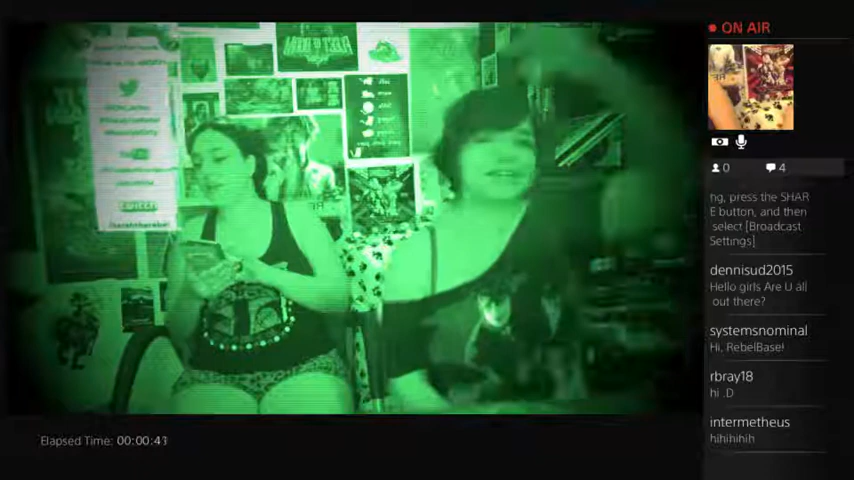 ON AIR
0 4
ng, press the SHAR
E button, and then
select [Broadcast
Settings]
dennisud2015
Hello girls Are U all
out there?
systemsnominal
Hi, RebelBase!
rbray18
hi :D
intermetheus
hihihihih
Elapsed Time: 00:00:43